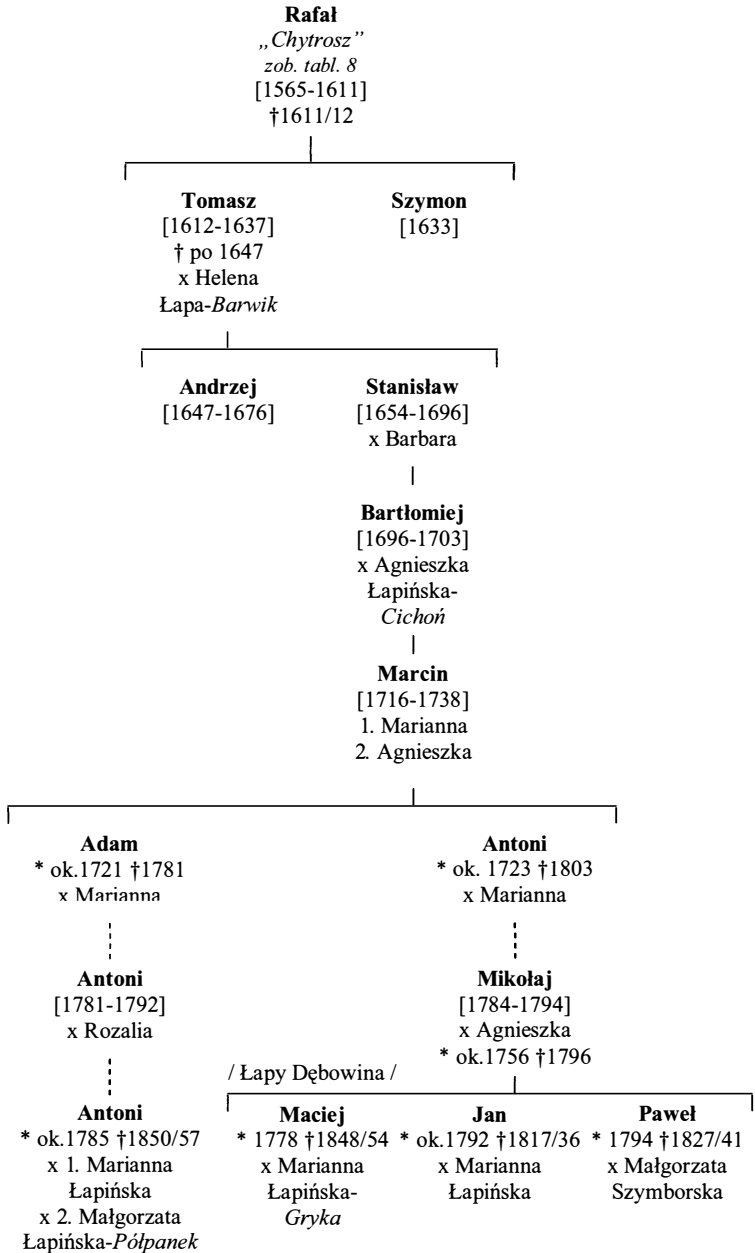 Rafał
„Chytrosz”
zob. tabl. 8
[1565-1611]
†1611/12
Tomasz
[1612-1637]
† po 1647
x Helena
Łapa-Barwik
Szymon
[1633]
Andrzej
[1647-1676]
Stanisław
[1654-1696]
x Barbara
Bartłomiej
[1696-1703]
x Agnieszka
Łapińska-
Cichoń
Marcin
[1716-1738]
1. Marianna
2. Agnieszka
Adam
* ok.1721 †1781
x Marianna
Antoni
* ok. 1723 †1803
x Marianna
Antoni
[1781-1792]
x Rozalia
Mikołaj
[1784-1794]
x Agnieszka
* ok.1756 †1796
/ Łapy Dębowina /
Antoni
* ok.1785 †1850/57
x 1. Marianna
Łapińska
x 2. Małgorzata
Łapińska-Półpanek
Maciej
* 1778 †1848/54
x Marianna
Łapińska-
Gryka
Jan
* ok.1792 †1817/36
x Marianna
Łapińska
Paweł
* 1794 †1827/41
x Małgorzata
Szymborska